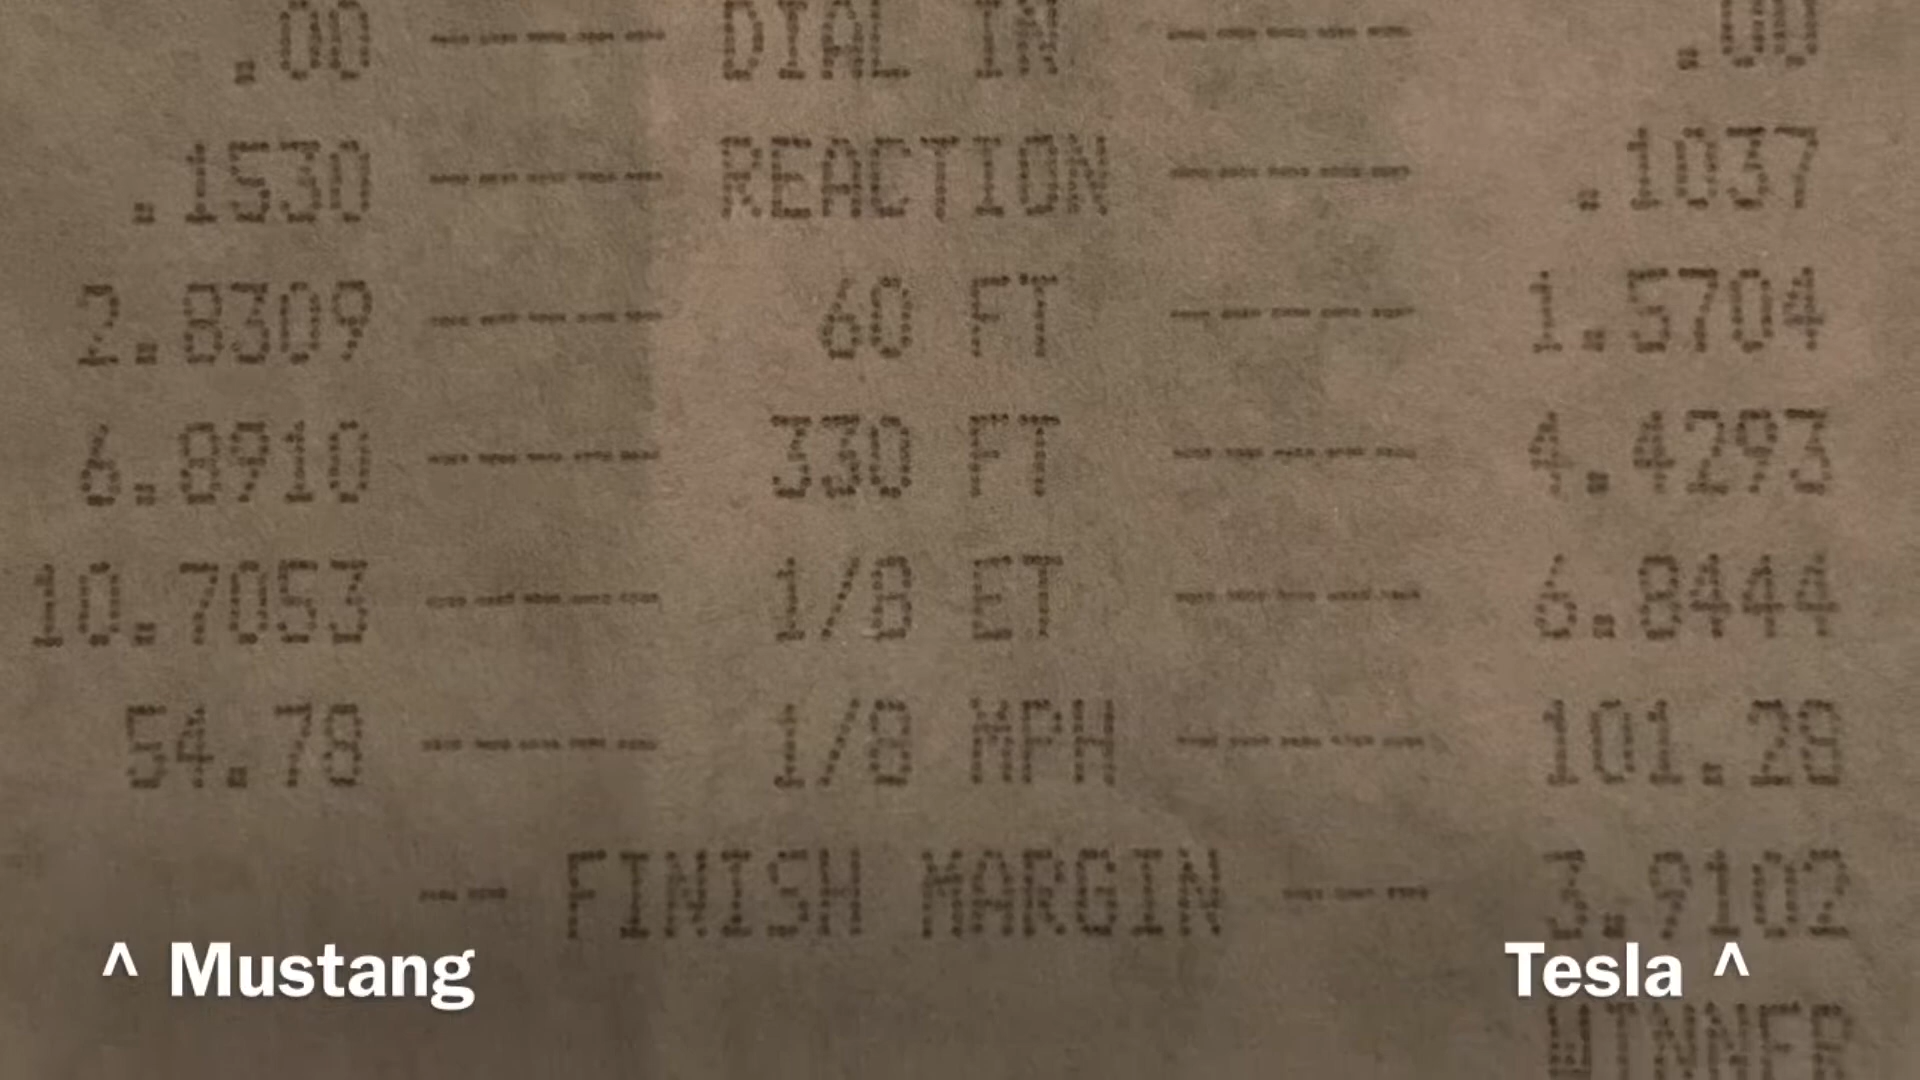 .00 ----- DIAL IN ----- .00
.1530 ----- REACTION ----- .1037
2.8309 ----- 60 FT ----- 1.5704
6.8910 ----- 330 FT ----- 4.4293
10.7053 ----- 1/8 ET ----- 6.8444
54.78 ----- 1/8 MPH ----- 101.28
-- FINISH MARGIN --- 3.9102
^ Mustang Tesla ^
WINNER